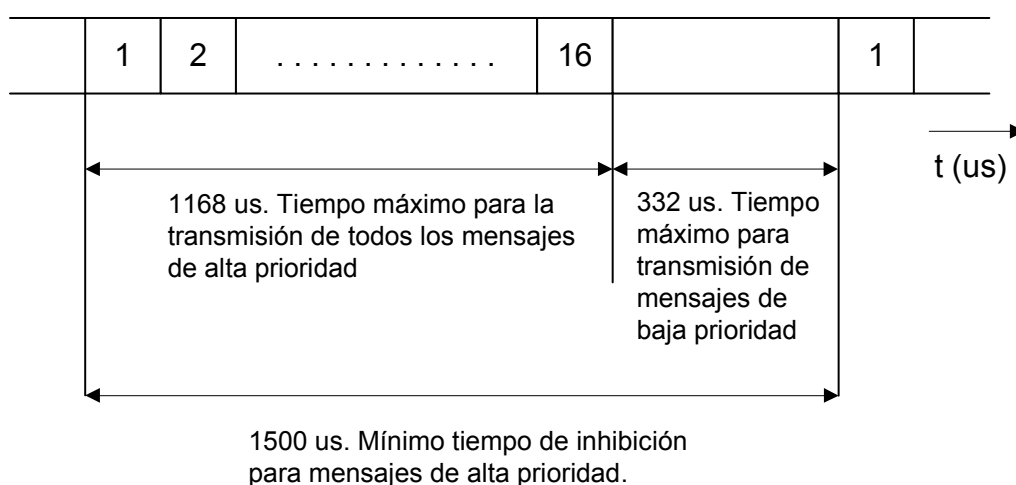 1 2 . . . . . . . . . . . . . 16 1
t (us)
1168 us. Tiempo máximo para la
transmisión de todos los mensajes
de alta prioridad
332 us. Tiempo
máximo para
transmisión de
mensajes de
baja prioridad
1500 us. Mínimo tiempo de inhibición
para mensajes de alta prioridad.